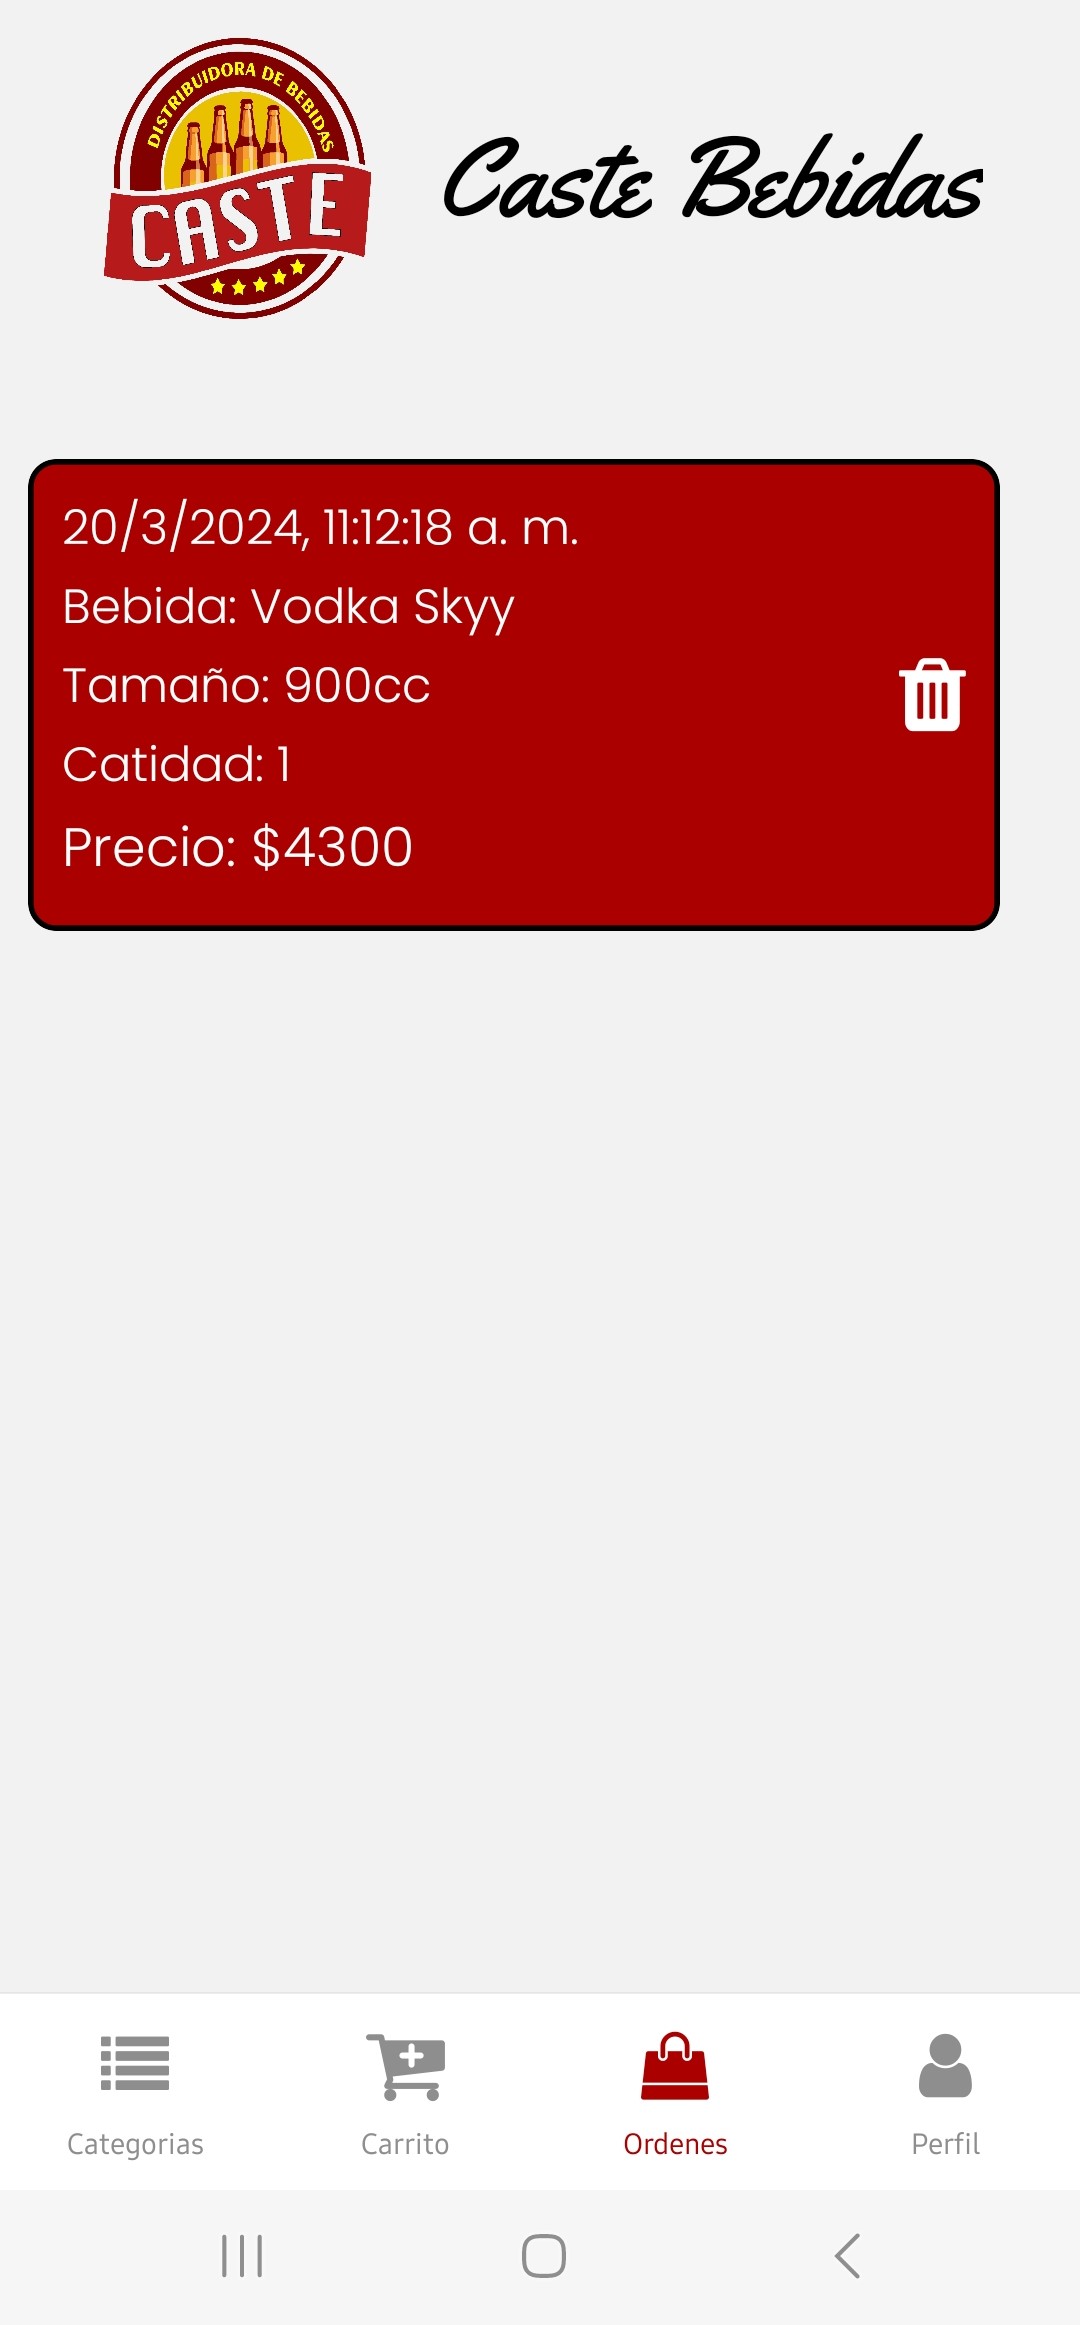 DISTRIBUIDORA DE BEBIDAS
CASTE
Caste Bebidas
20/3/2024, 11:12:18 a. m.
Bebida: Vodka Skyy
Tamaño: 900cc
Catidad: 1
Precio: $4300
Categorias
Carrito
Ordenes
Perfil